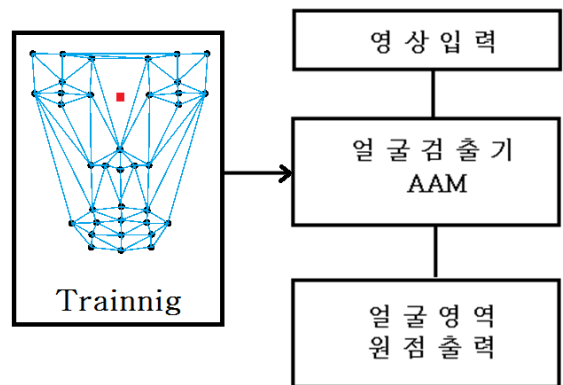 Trainnig
영 상 입 력
얼 굴 검 출 기
AAM
얼 굴 영 역
원 점 출 력